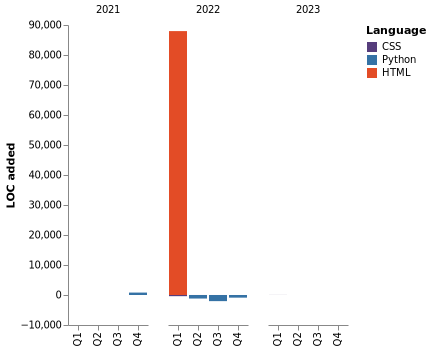 2021 2022 2023
Language
CSS
Python
HTML
90,000
80,000
70,000
60,000
50,000
40,000
30,000
20,000
10,000
0
−10,000
LOC added
Q1 Q2 Q3 Q4 Q1 Q2 Q3 Q4 Q1 Q2 Q3 Q4